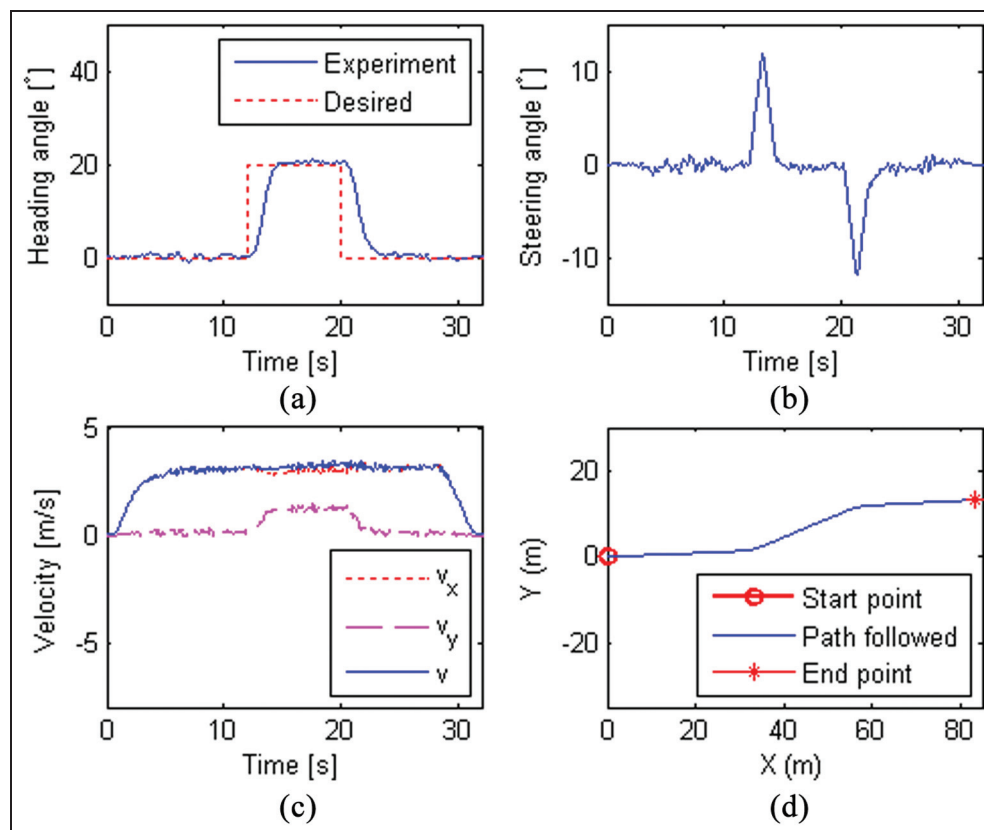 Heading angle [°]
40
20
0
Experiment
Desired
0
10
20
30
Time [s]
(a)
Steering angle [°]
10
0
-10
0
10
20
30
Time [s]
(b)
Velocity [m/s]
5
0
-5
v_x
v_y
v
0
10
20
30
Time [s]
(c)
Y (m)
20
0
-20
Start point
Path followed
End point
0
20
40
60
80
X (m)
(d)